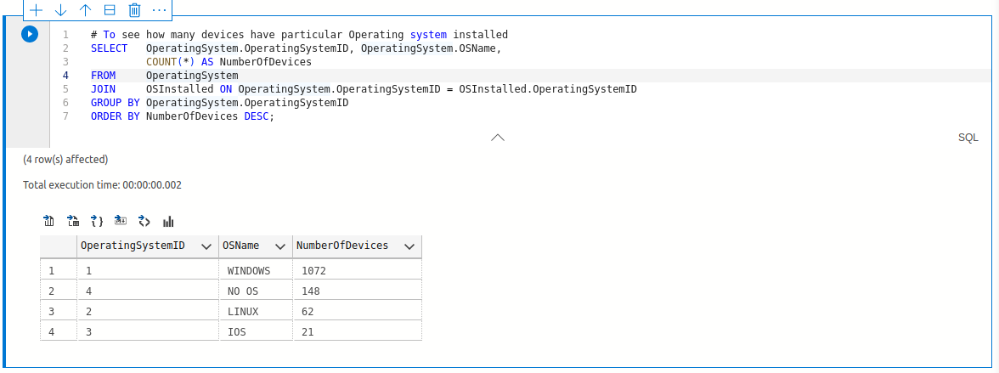 1 # To see how many devices have particular Operating system installed
2 SELECT OperatingSystem.OperatingSystemID, OperatingSystem.OSName,
3 COUNT(*) AS NumberOfDevices
4 FROM OperatingSystem
5 JOIN OSInstalled ON OperatingSystem.OperatingSystemID = OSInstalled.OperatingSystemID
6 GROUP BY OperatingSystem.OperatingSystemID
7 ORDER BY NumberOfDevices DESC;
SQL
(4 row(s) affected)
Total execution time: 00:00:00.002
OperatingSystemID OSName NumberOfDevices
1 1 WINDOWS 1072
2 4 NO OS 148
3 2 LINUX 62
4 3 IOS 21